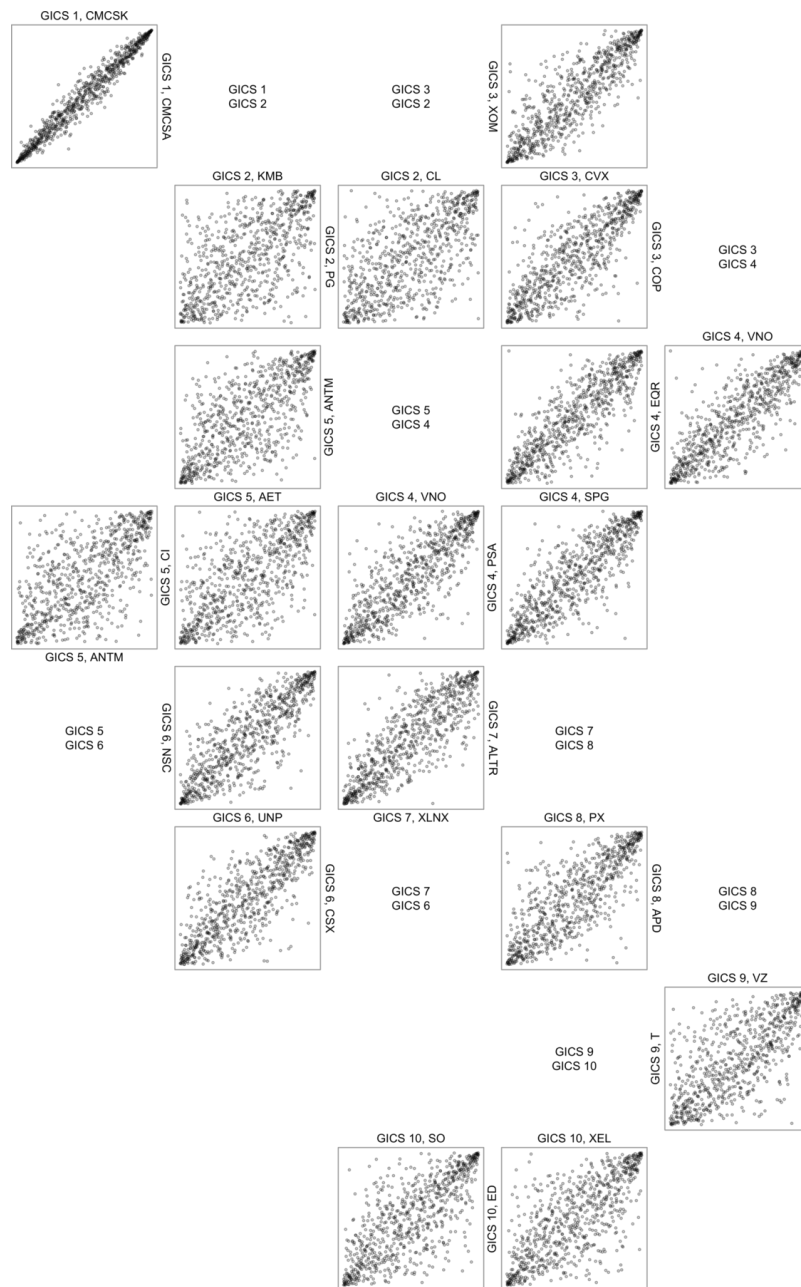 GICS 1, CMCSK
GICS 1, CMCSA
GICS 1
GICS 2
GICS 3
GICS 2
GICS 3, XOM
GICS 2, KMB
GICS 2, PG
GICS 2, CL
GICS 3, CVX
GICS 3, COP
GICS 3
GICS 4
GICS 4, VNO
GICS 5, ANTM
GICS 5
GICS 4
GICS 4, EQR
GICS 5, CI
GICS 5, AET
GICS 4, VNO
GICS 4, PSA
GICS 4, SPG
GICS 5, ANTM
GICS 5
GICS 6
GICS 6, NSC
GICS 7, ALTR
GICS 7
GICS 8
GICS 6, UNP
GICS 7, XLNX
GICS 8, PX
GICS 6, CSX
GICS 7
GICS 6
GICS 8, APD
GICS 8
GICS 9
GICS 9, VZ
GICS 9
GICS 10
GICS 9, T
GICS 10, SO
GICS 10, XEL
GICS 10, ED